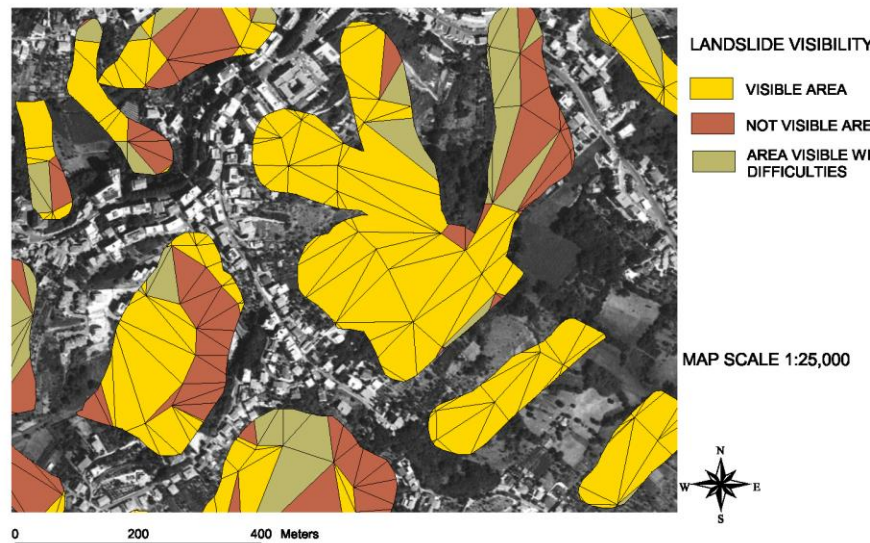 LANDSLIDE VISIBILITY
VISIBLE AREA
NOT VISIBLE ARE
AREA VISIBLE WI
DIFFICULTIES
MAP SCALE 1:25,000
N
W E
S
0 200 400 Meters